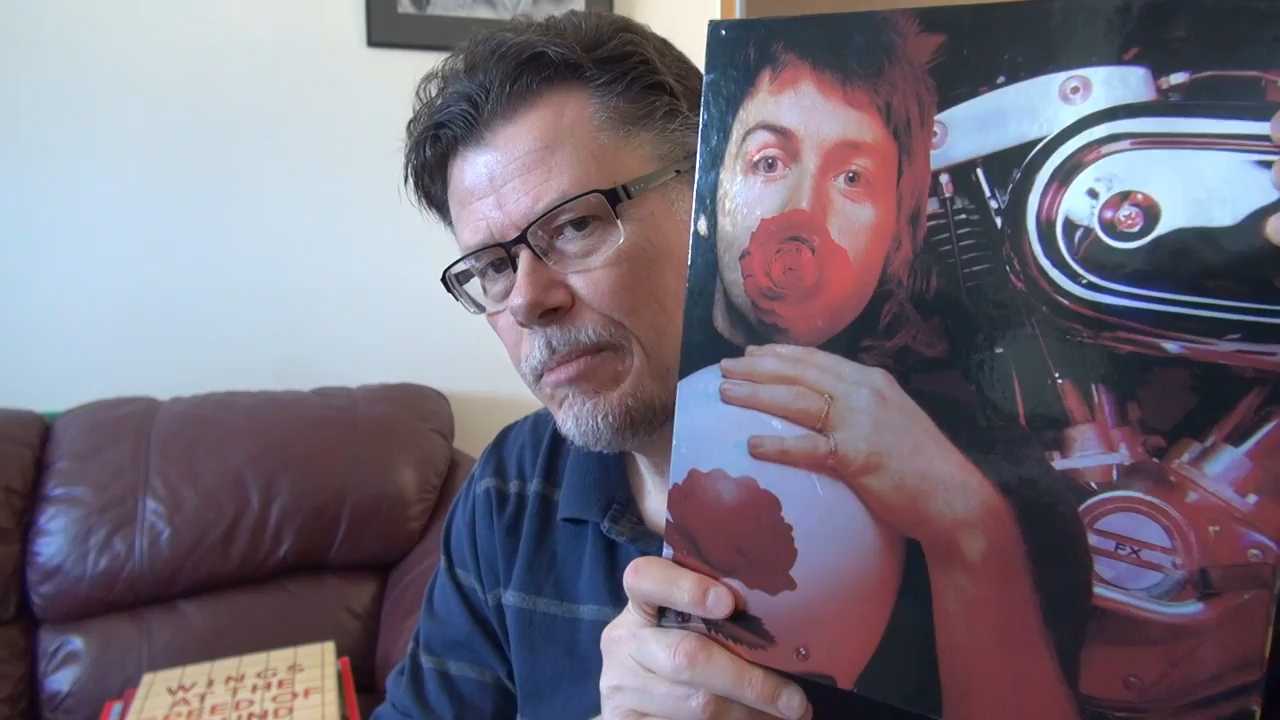 FX
WINGS
AT THE
SPEED OF
SOUND